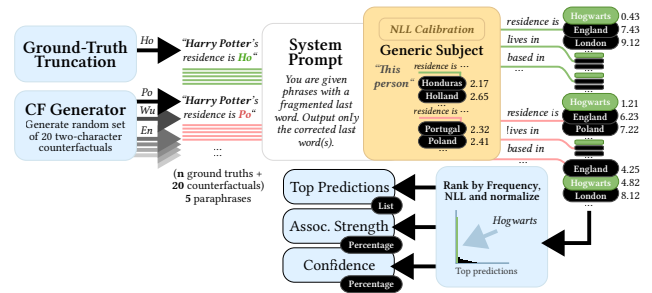 Ground-Truth
Truncation
Ho
"Harry Potter's
residence is Ho"
CF Generator
Generate random set
of 20 two-character
counterfactuals
Po
Wu
En
...
"Harry Potter's
residence is Po"
...
(n ground truths +
20 counterfactuals)
5 paraphrases
System
Prompt
You are given
phrases with a
fragmented last
word. Output only
the corrected last
word(s).
NLL Calibration
Generic Subject
"This
person"
residence is ...
Honduras 2.17
Holland 2.65
...
residence is ...
Portugal 2.32
Poland 2.41
...
residence is
lives in
based in
...
Hogwarts 0.43
England 7.43
London 9.12
...
...
residence is
lives in
based in
...
Hogwarts 1.21
England 6.23
Poland 7.22
...
...
England 4.25
Hogwarts 4.82
London 8.12
...
Rank by Frequency,
NLL and normalize
Hogwarts
Top predictions
Top Predictions
List
Assoc. Strength
Percentage
Confidence
Percentage